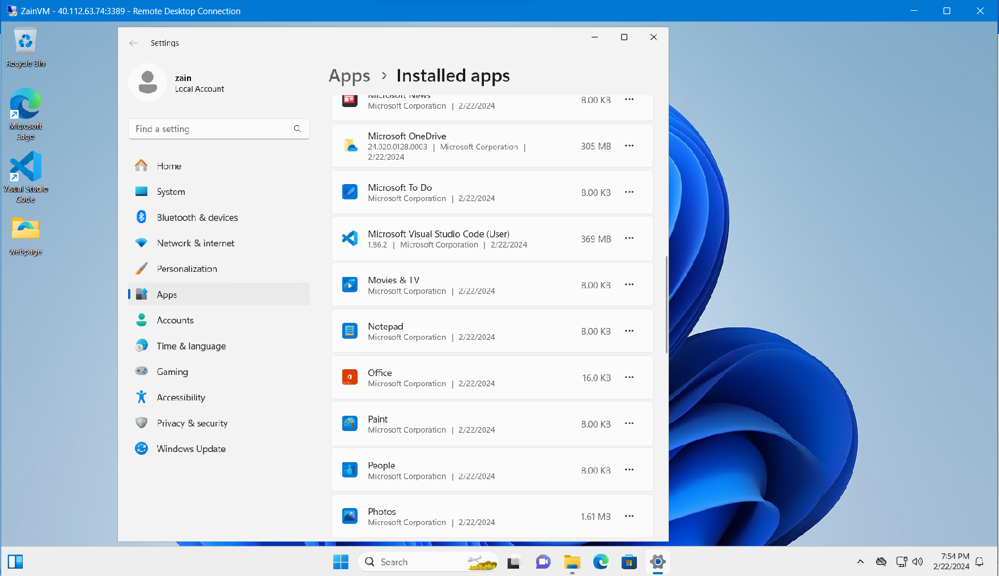 ZainVM - 40.112.63.74:3389 - Remote Desktop Connection
Recycle Bin
Microsoft
Edge
Visual Studio
Code
webpage
Settings
zain
Local Account
Find a setting
Home
System
Bluetooth & devices
Network & internet
Personalization
Apps
Accounts
Time & language
Gaming
Accessibility
Privacy & security
Windows Update
Apps › Installed apps
Microsoft News
Microsoft Corporation | 2/22/2024
8.00 KB
Microsoft OneDrive
24.020.0128.0003 | Microsoft Corporation |
2/22/2024
305 MB
Microsoft To Do
Microsoft Corporation | 2/22/2024
8.00 KB
Microsoft Visual Studio Code (User)
1.86.2 | Microsoft Corporation | 2/22/2024
369 MB
Movies & TV
Microsoft Corporation | 2/22/2024
8.00 KB
Notepad
Microsoft Corporation | 2/22/2024
8.00 KB
Office
Microsoft Corporation | 2/22/2024
16.0 KB
Paint
Microsoft Corporation | 2/22/2024
8.00 KB
People
Microsoft Corporation | 2/22/2024
8.00 KB
Photos
Microsoft Corporation | 2/22/2024
1.61 MB
Search
7:54 PM
2/22/2024